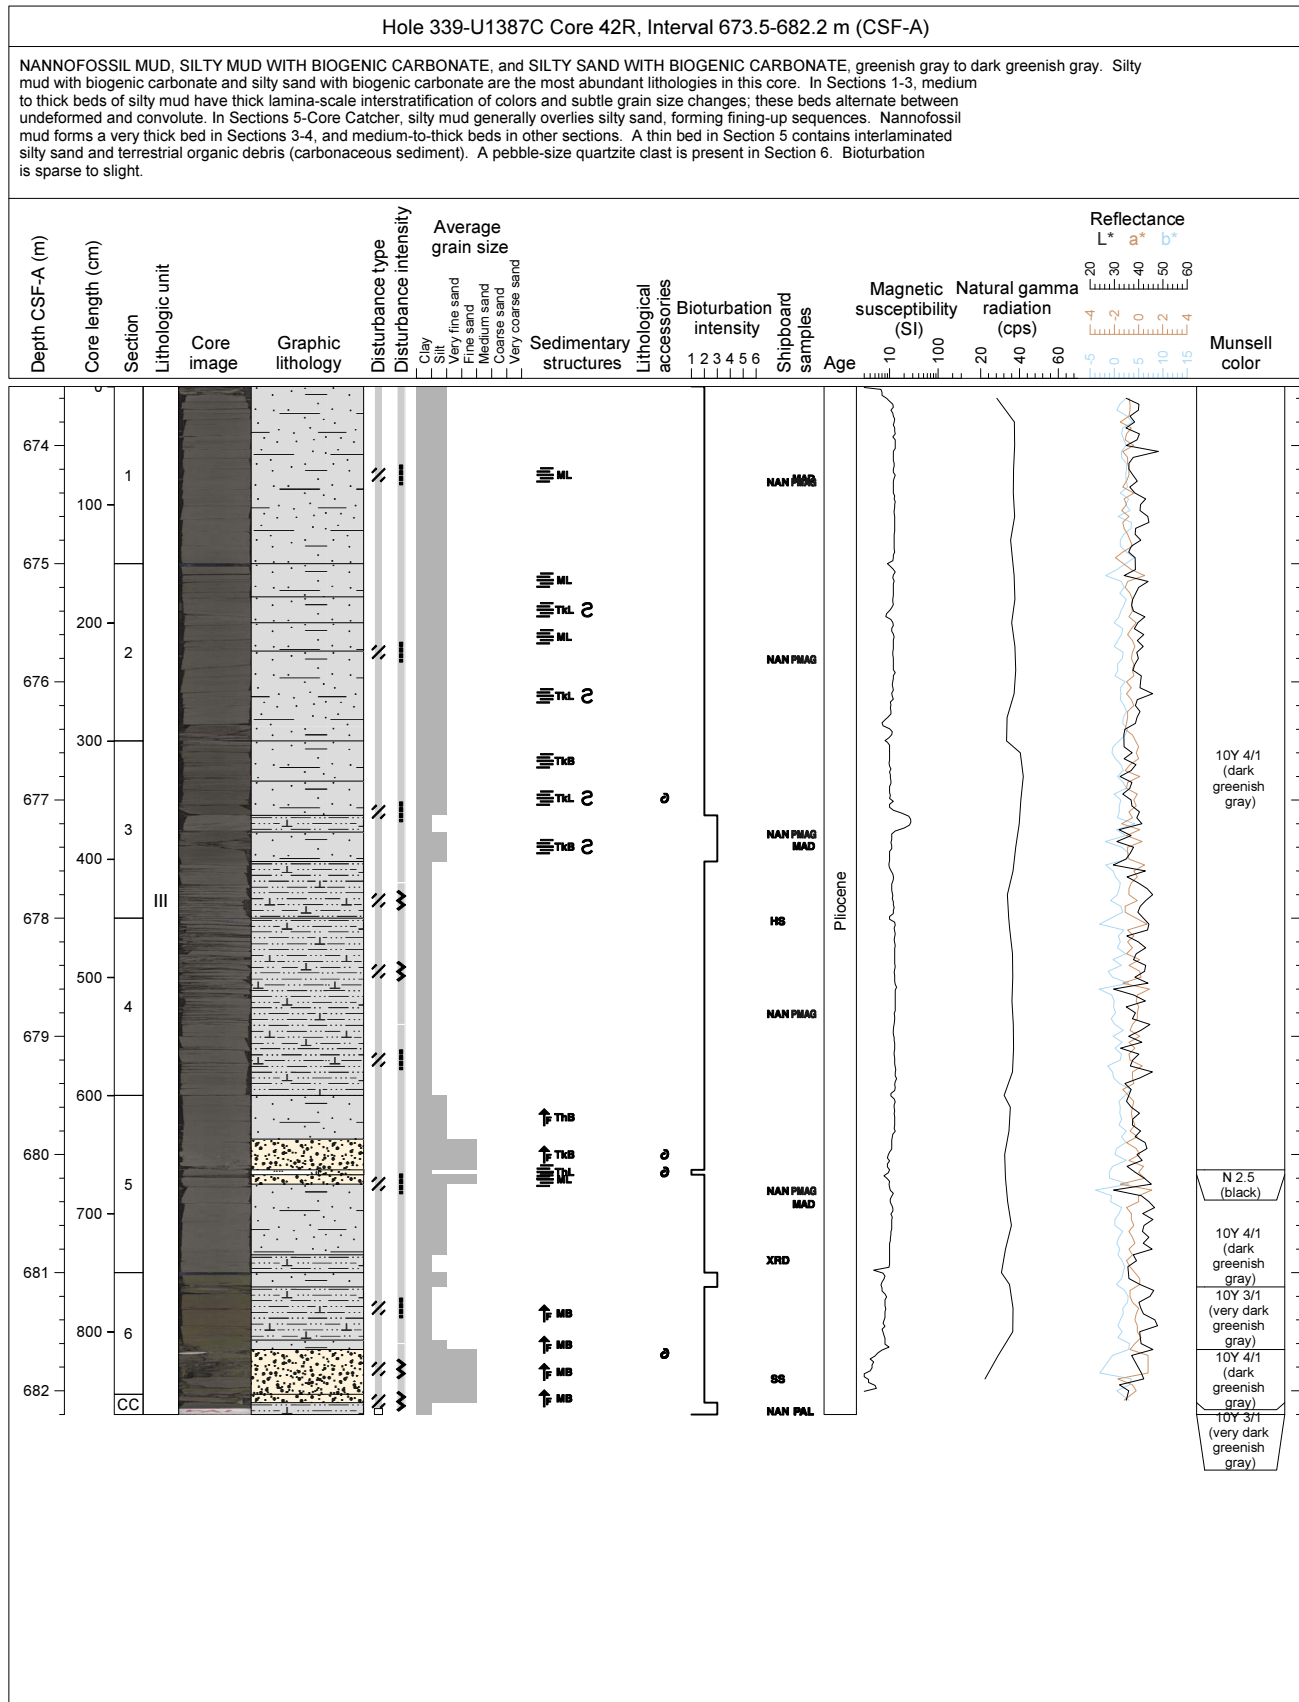 Hole 339-U1387C Core 42R, Interval 673.5-682.2 m (CSF-A)
NANNOFOSSIL MUD, SILTY MUD WITH BIOGENIC CARBONATE, and SILTY SAND WITH BIOGENIC CARBONATE, greenish gray to dark greenish gray. Silty
mud with biogenic carbonate and silty sand with biogenic carbonate are the most abundant lithologies in this core. In Sections 1-3, medium
to thick beds of silty mud have thick lamina-scale interstratification of colors and subtle grain size changes; these beds alternate between
undeformed and convolute. In Sections 5-Core Catcher, silty mud generally overlies silty sand, forming fining-up sequences. Nannofossil
mud forms a very thick bed in Sections 3-4, and medium-to-thick beds in other sections. A thin bed in Section 5 contains interlaminated
silty sand and terrestrial organic debris (carbonaceous sediment). A pebble-size quartzite clast is present in Section 6. Bioturbation
is sparse to slight.
Depth CSF-A (m)
Core length (cm)
Section
Lithologic unit
Core
image
Graphic
lithology
Disturbance type
Disturbance intensity
Average
grain size
Clay
Silt
Very fine sand
Fine sand
Medium sand
Coarse sand
Very coarse sand
Sedimentary
structures
Lithological
accessories
Bioturbation
intensity
1 2 3 4 5 6
Shipboard
samples
Age
Magnetic
susceptibility
(SI)
10 100
Natural gamma
radiation
(cps)
20 40 60
Reflectance
L* a* b*
20 30 40 50 60
-4 -2 0 2 4
-5 0 5 10 15
Munsell
color
0
674
1
ML
MAD
NAN PMAG
100
675
ML
200
TkL
ML
2
NAN PMAG
676
TkL
300
TkB
10Y 4/1
(dark
greenish
gray)
677
TkL
3
NAN PMAG
MAD
TkB
400
III
Pliocene
678
HS
500
4
679
NAN PMAG
600
ThB
680
TkB
ThL
ML
5
NAN PMAG
MAD
N 2.5
(black)
700
10Y 4/1
(dark
greenish
gray)
XRD
681
10Y 3/1
(very dark
greenish
gray)
F MB
800
6
F MB
10Y 4/1
(dark
greenish
gray)
F MB
SS
682
F MB
CC
NAN PAL
10Y 3/1
(very dark
greenish
gray)